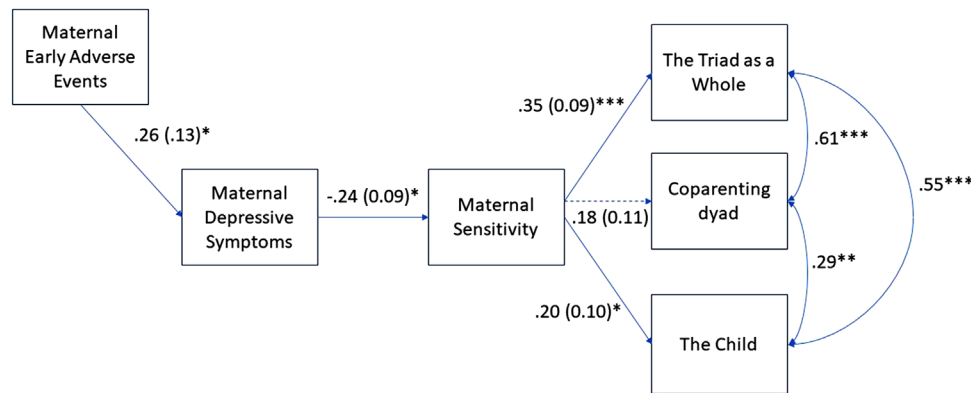 Maternal
Early Adverse
Events
.26 (.13)*
Maternal
Depressive
Symptoms
-.24 (0.09)*
Maternal
Sensitivity
.35 (0.09)***
.18 (0.11)
.20 (0.10)*
The Triad as a
Whole
Coparenting
dyad
The Child
.61***
.29**
.55***